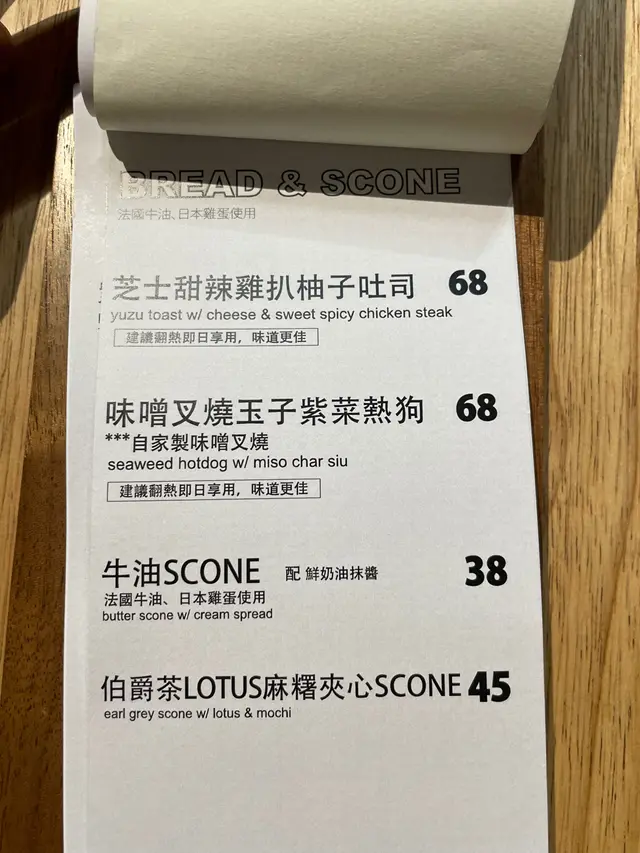 BREAD & SCONE
法國牛油、日本雞蛋使用
芝士甜辣雞扒柚子吐司 68
yuzu toast w/ cheese & sweet spicy chicken steak
建議翻熱即日享用，味道更佳
味噌叉燒玉子紫菜熱狗 68
***自家製味噌叉燒
seaweed hotdog w/ miso char siu
建議翻熱即日享用，味道更佳
牛油SCONE 配 鮮奶油抹醬 38
法國牛油、日本雞蛋使用
butter scone w/ cream spread
伯爵茶LOTUS麻糬夾心SCONE 45
earl grey scone w/ lotus & mochi